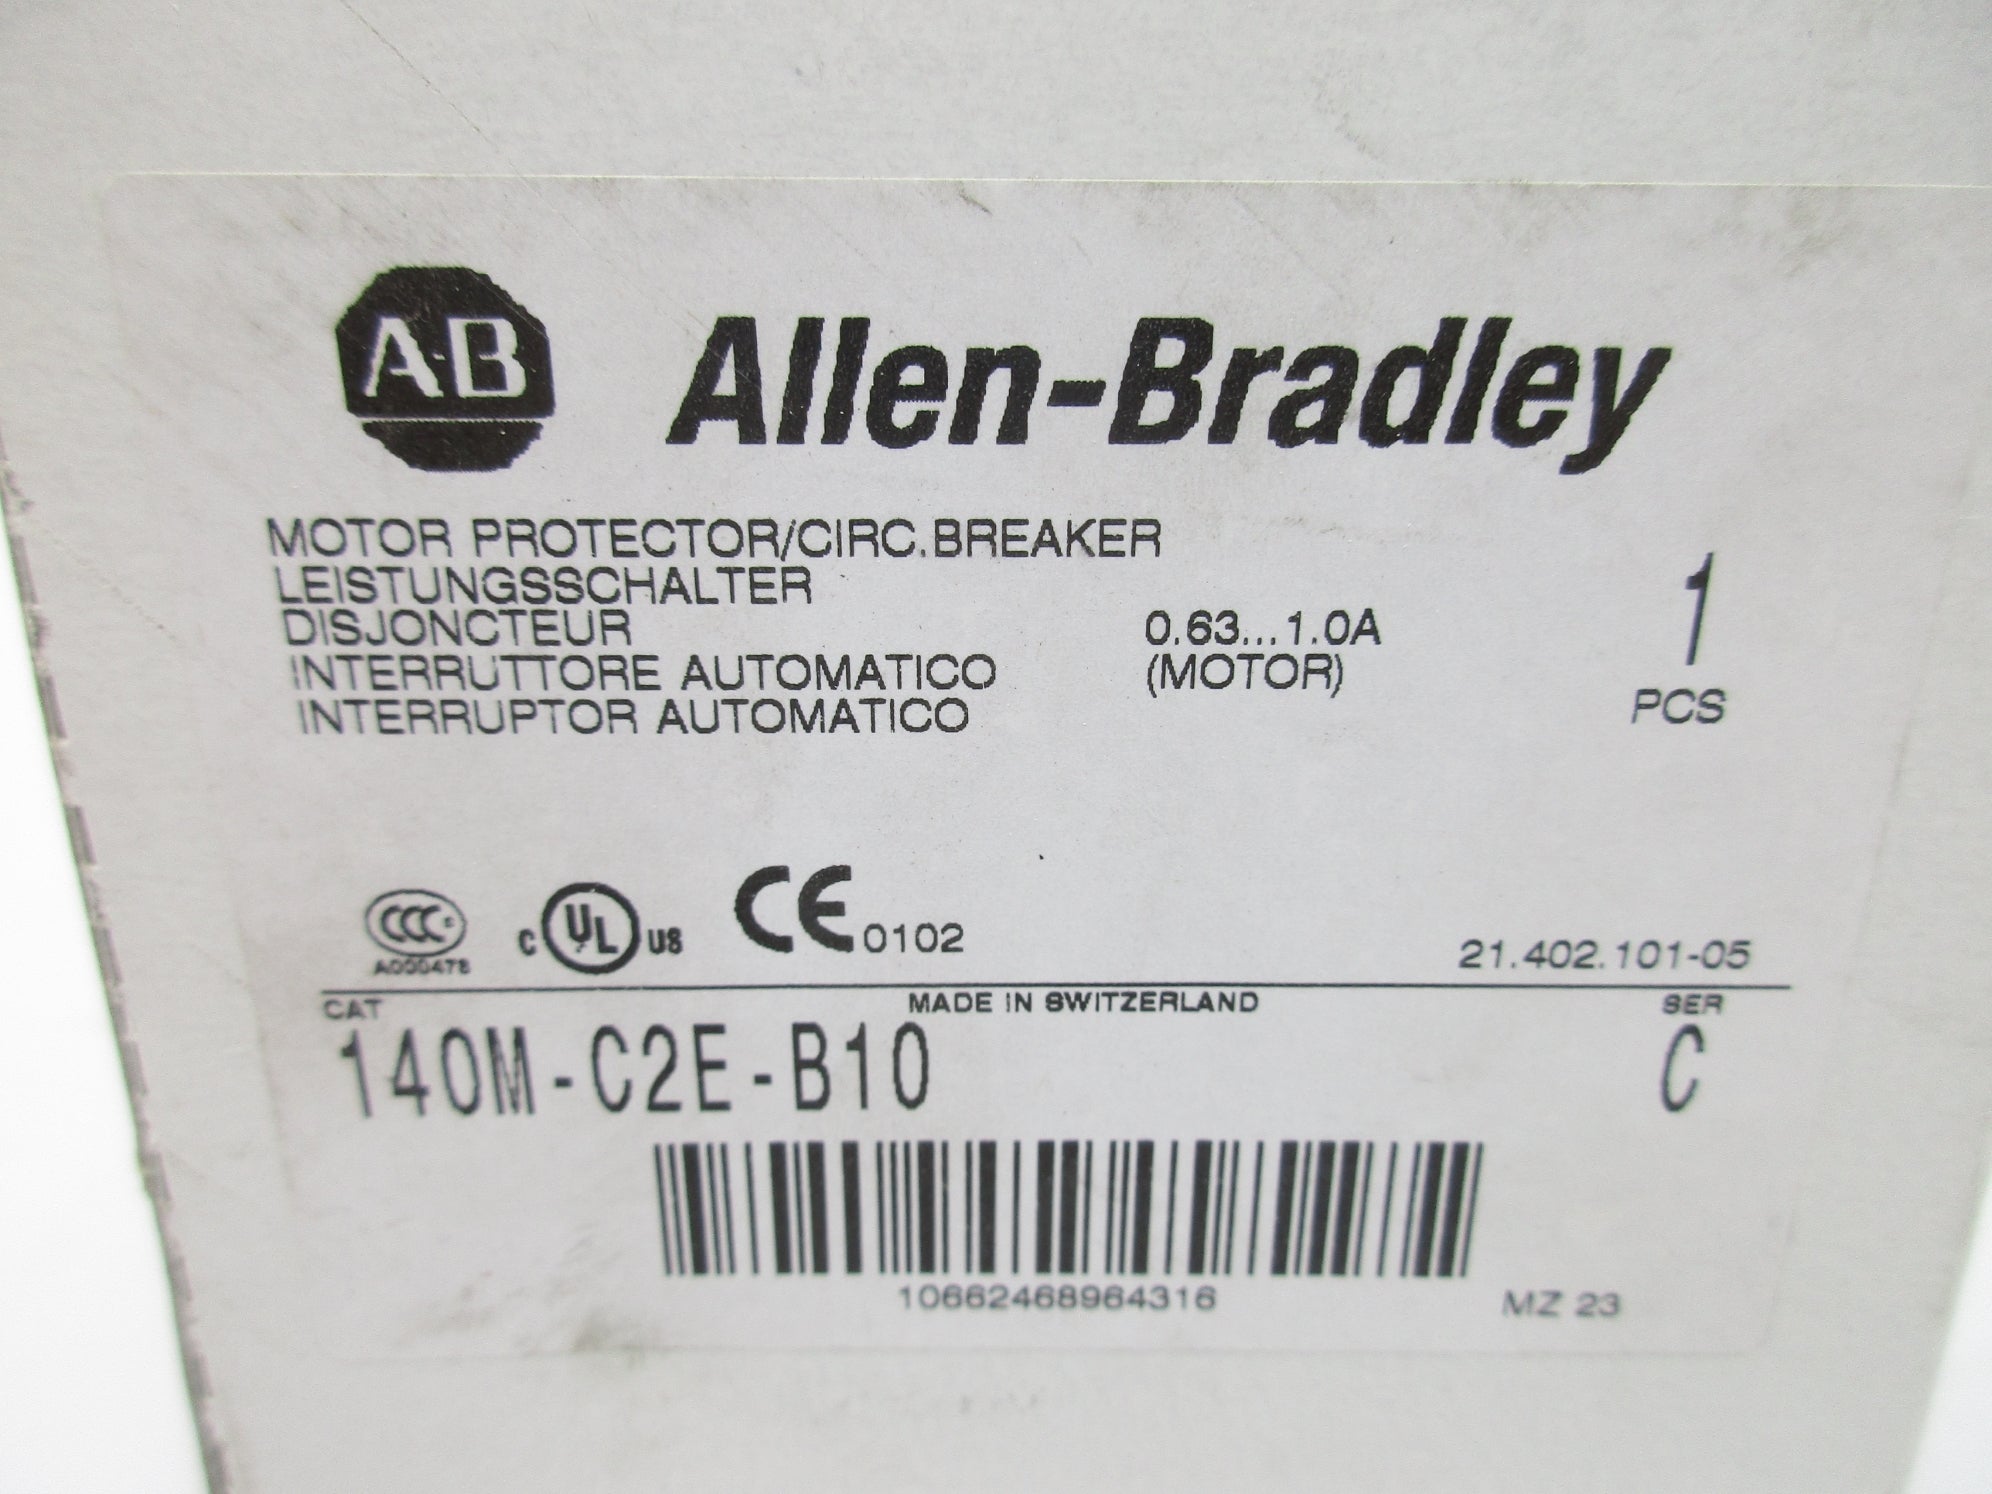 AB Allen-Bradley
MOTOR PROTECTOR/CIRC.BREAKER
LEISTUNGSSCHALTER
DISJONCTEUR 0.63...1.0A
INTERRUTTORE AUTOMATICO (MOTOR)
INTERRUPTOR AUTOMATICO
1
PCS
CCC
A000478
C UL US CE 0102
21.402.101-05
CAT MADE IN SWITZERLAND SER
140M-C2E-B10 C
10662468964316 MZ 23